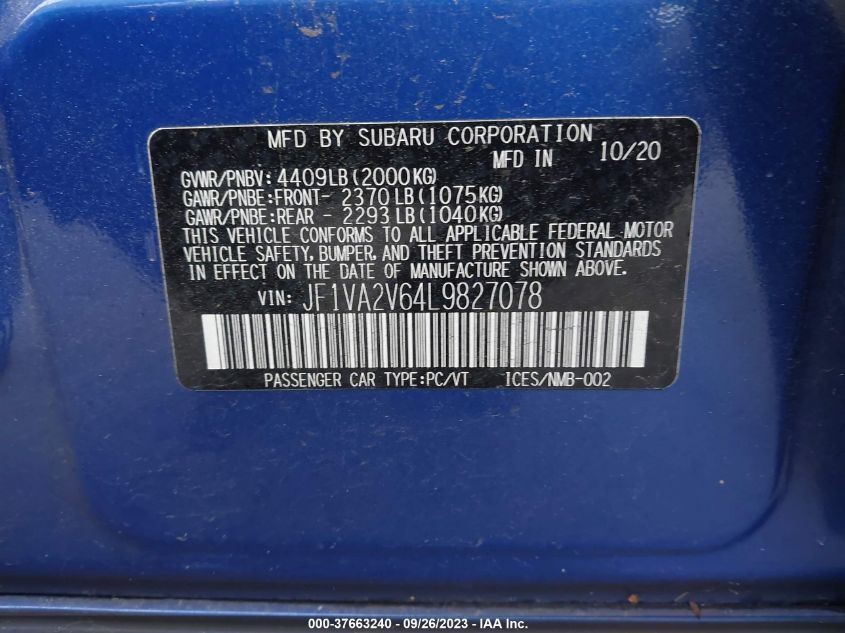 MFD BY SUBARU CORPORATION
MFD IN 10/20
GVWR/PNBV: 4409LB(2000KG)
GAWR/PNBE:FRONT- 2370LB(1075KG)
GAWR/PNBE:REAR - 2293LB(1040KG)
THIS VEHICLE CONFORMS TO ALL APPLICABLE FEDERAL MOTOR
VEHICLE SAFETY, BUMPER, AND THEFT PREVENTION STANDARDS
IN EFFECT ON THE DATE OF MANUFACTURE SHOWN ABOVE.
VIN: JF1VA2V64L9827078
PASSENGER CAR TYPE:PC/VT ICES/NMB-002
000-37663240 - 09/26/2023 - IAA Inc.